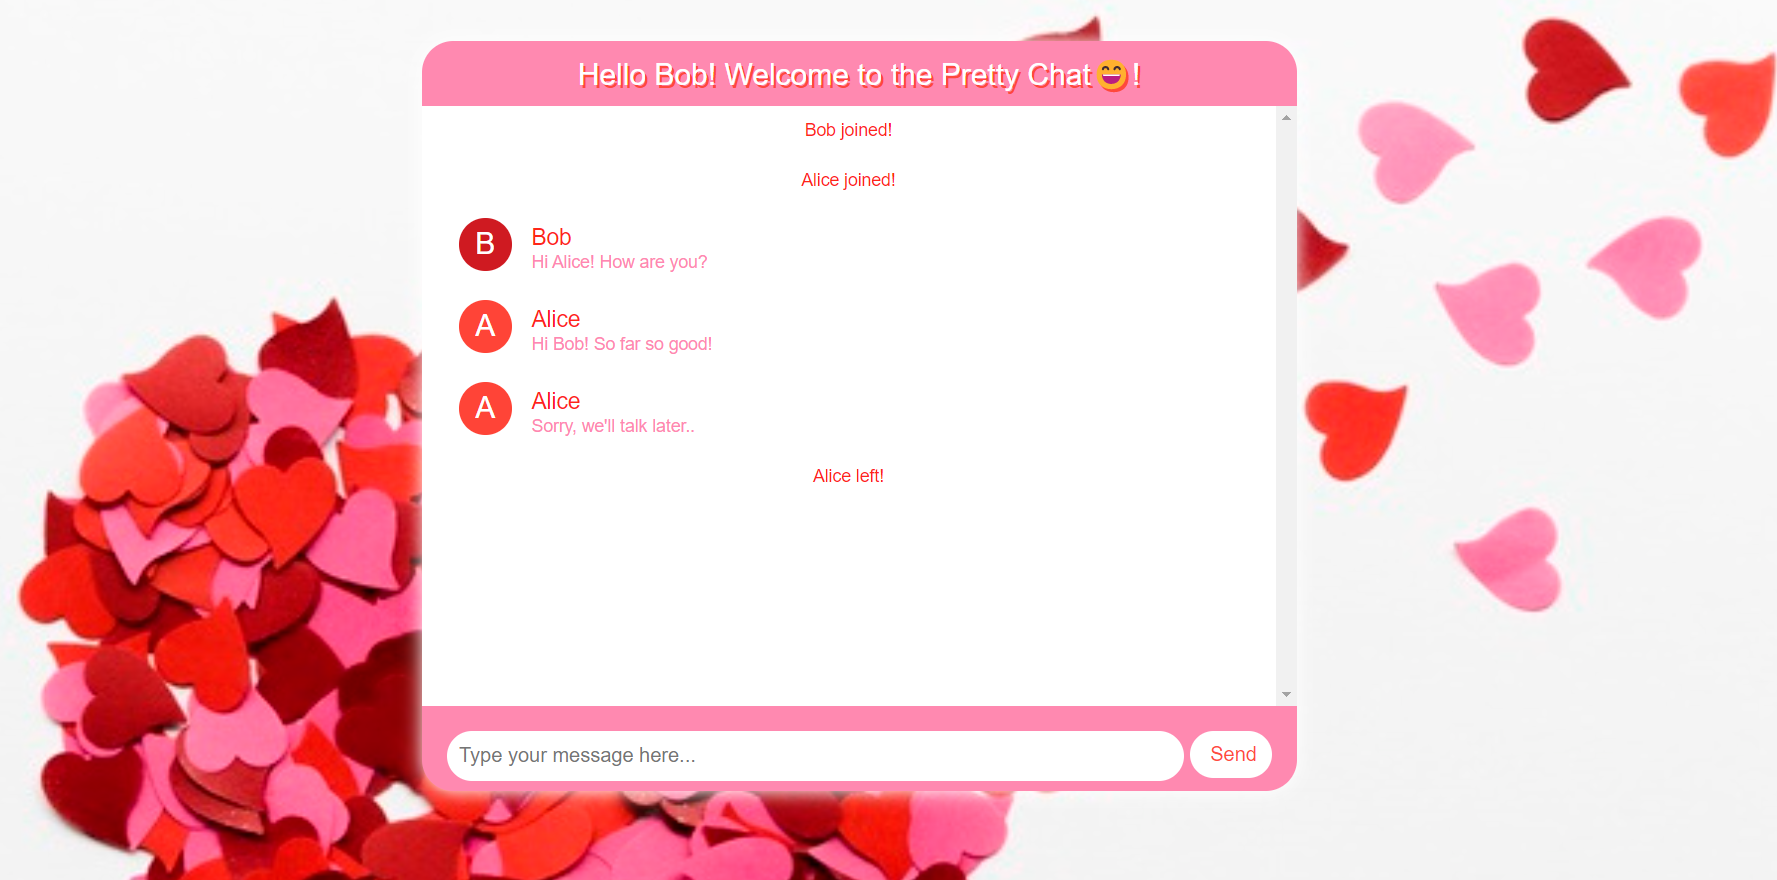 Hello Bob! Welcome to the Pretty Chat😄!
Bob joined!
Alice joined!
B
Bob
Hi Alice! How are you?
A
Alice
Hi Bob! So far so good!
A
Alice
Sorry, we'll talk later..
Alice left!
Type your message here...
Send